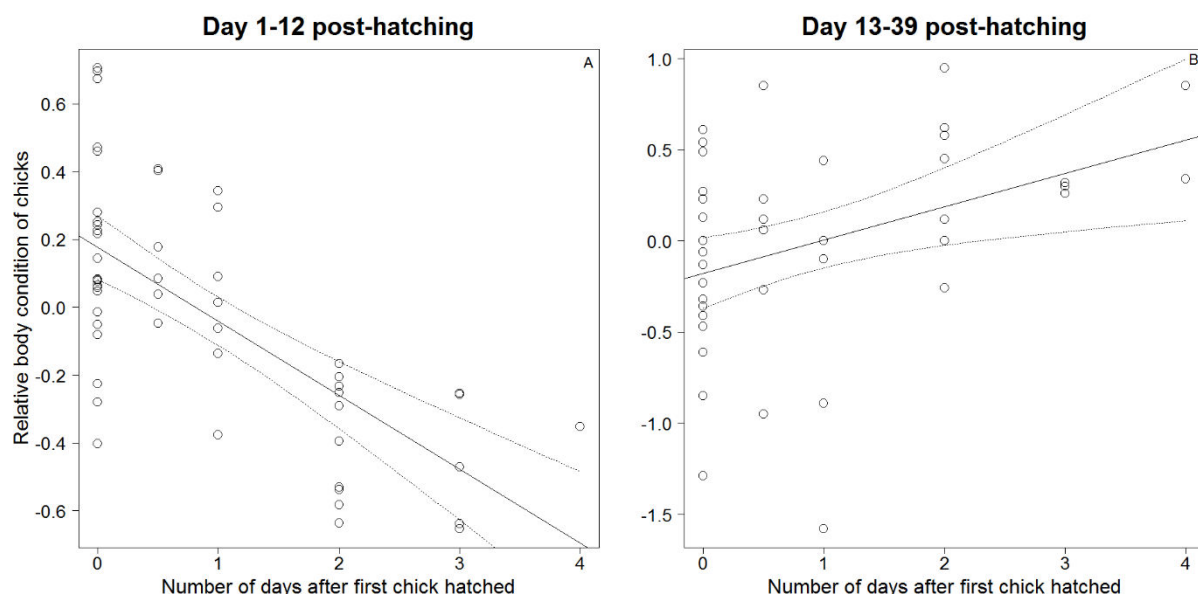 Day 1-12 post-hatching
A
Relative body condition of chicks
0.6
0.4
0.2
0.0
-0.2
-0.4
-0.6
0 1 2 3 4
Number of days after first chick hatched
Day 13-39 post-hatching
B
1.0
0.5
0.0
-0.5
-1.0
-1.5
0 1 2 3 4
Number of days after first chick hatched